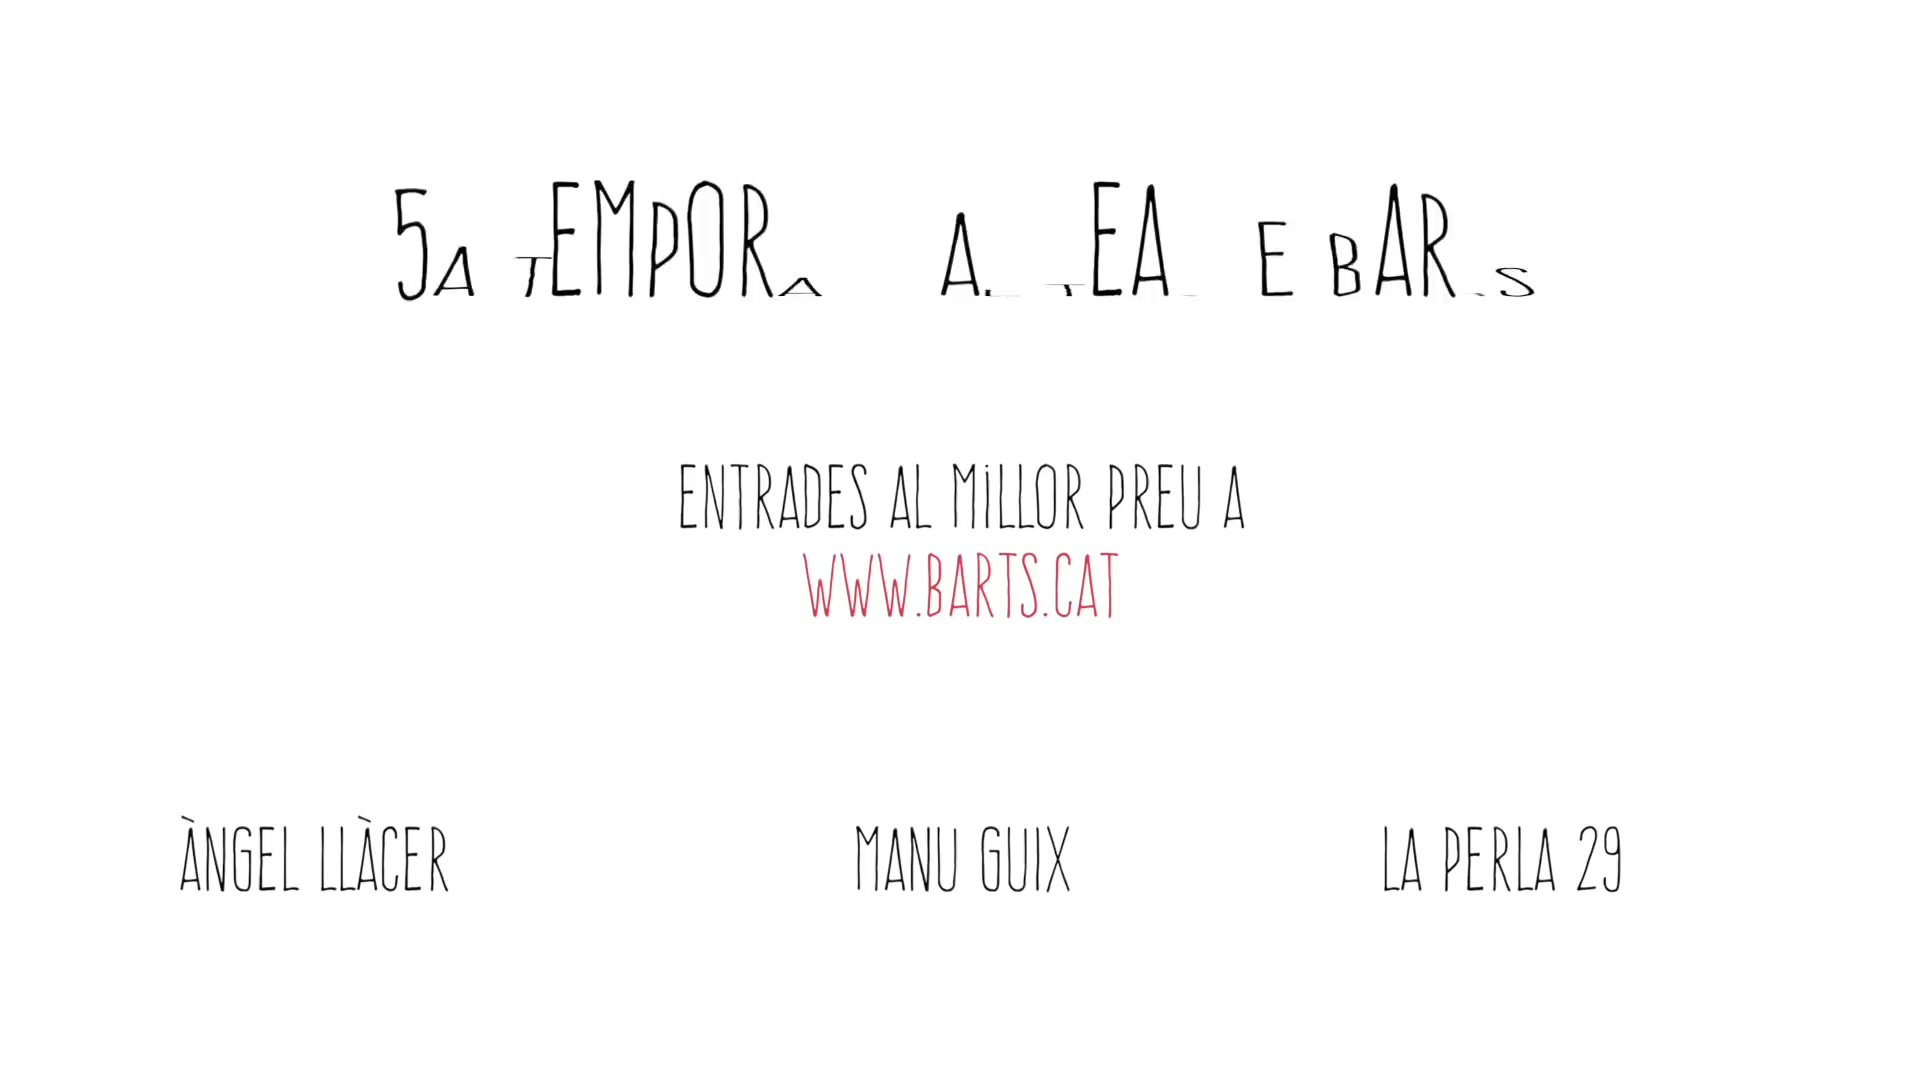 5A
ENTRADES AL MiLLOR PREU A
WWW.BARTS.CAT
ÀNGEL LLÀCER
MANU GUIX
LA PERLA 29